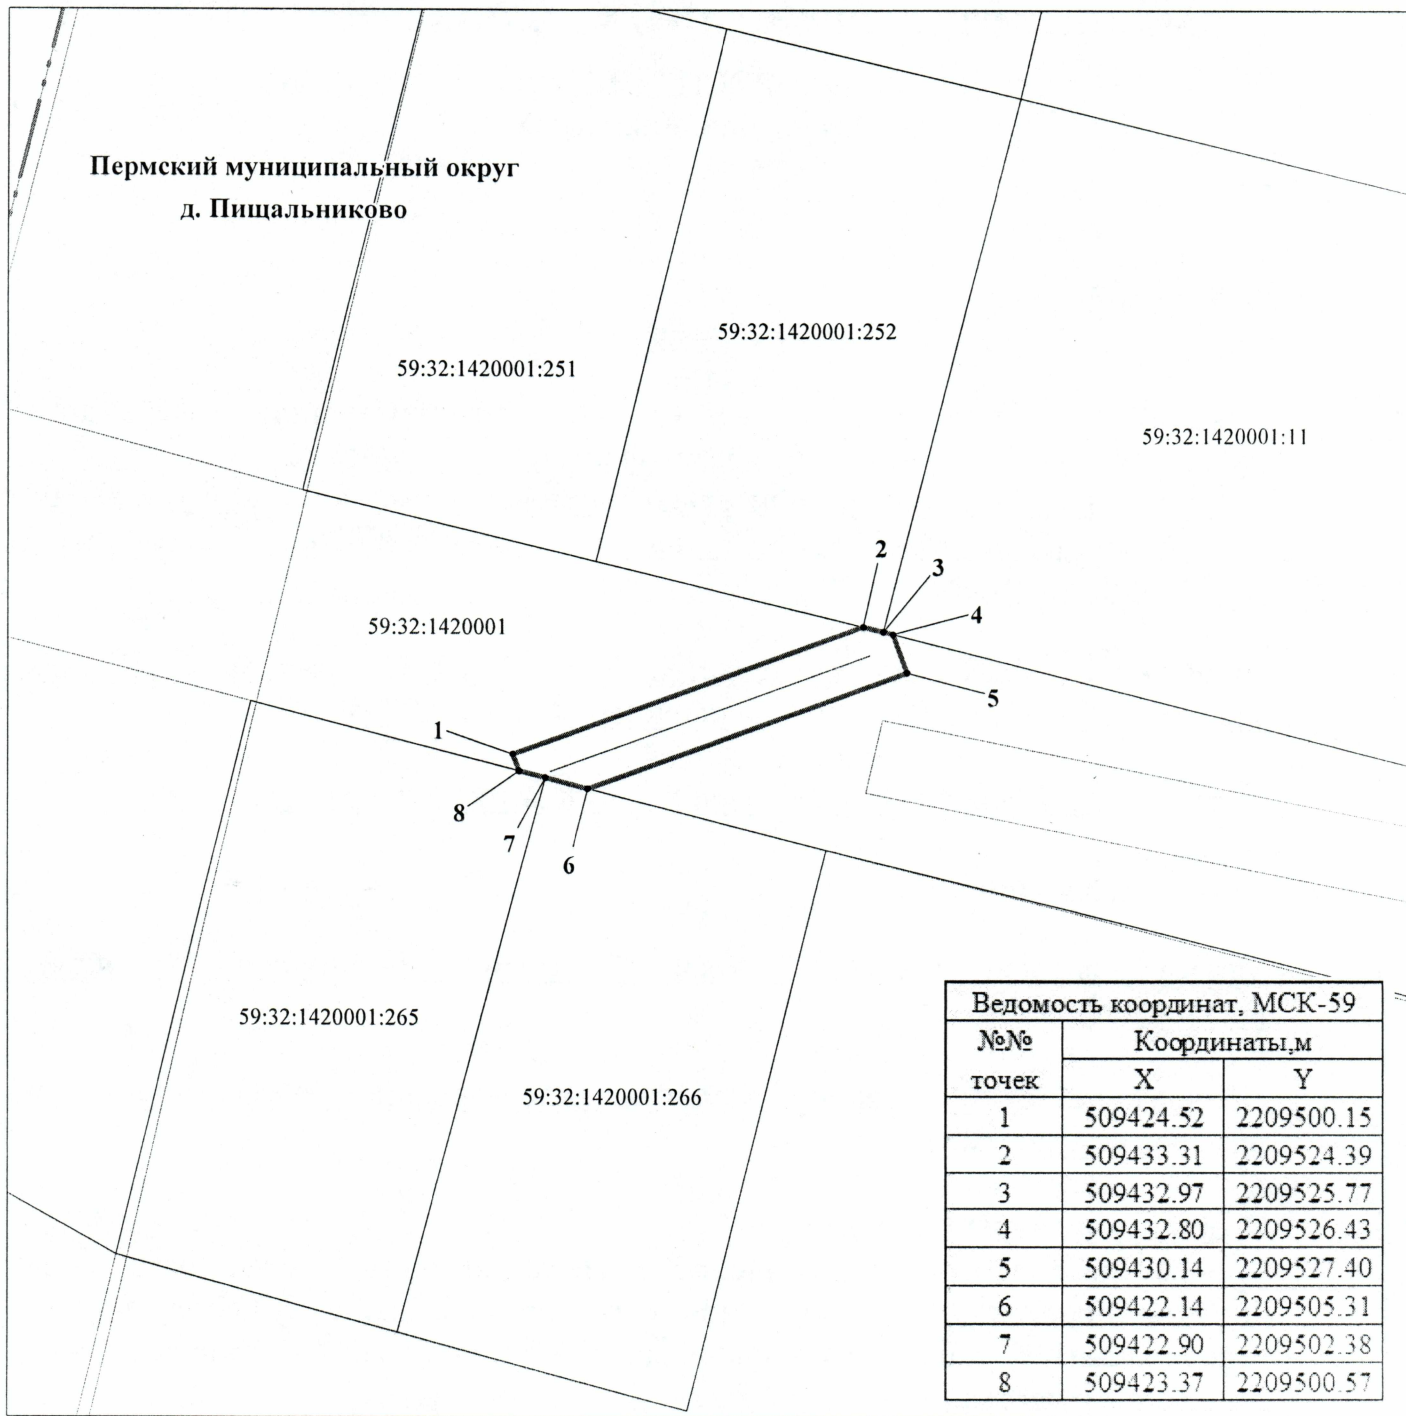 Пермский муниципальный округ
д. Пищальниково
59:32:1420001:252
59:32:1420001:251
59:32:1420001:11
2
3
4
59:32:1420001
5
1
8
7
6
59:32:1420001:265
59:32:1420001:266
Ведомость координат, МСК-59
№№ точек Координаты,м
X Y
1 509424.52 2209500.15
2 509433.31 2209524.39
3 509432.97 2209525.77
4 509432.80 2209526.43
5 509430.14 2209527.40
6 509422.14 2209505.31
7 509422.90 2209502.38
8 509423.37 2209500.57